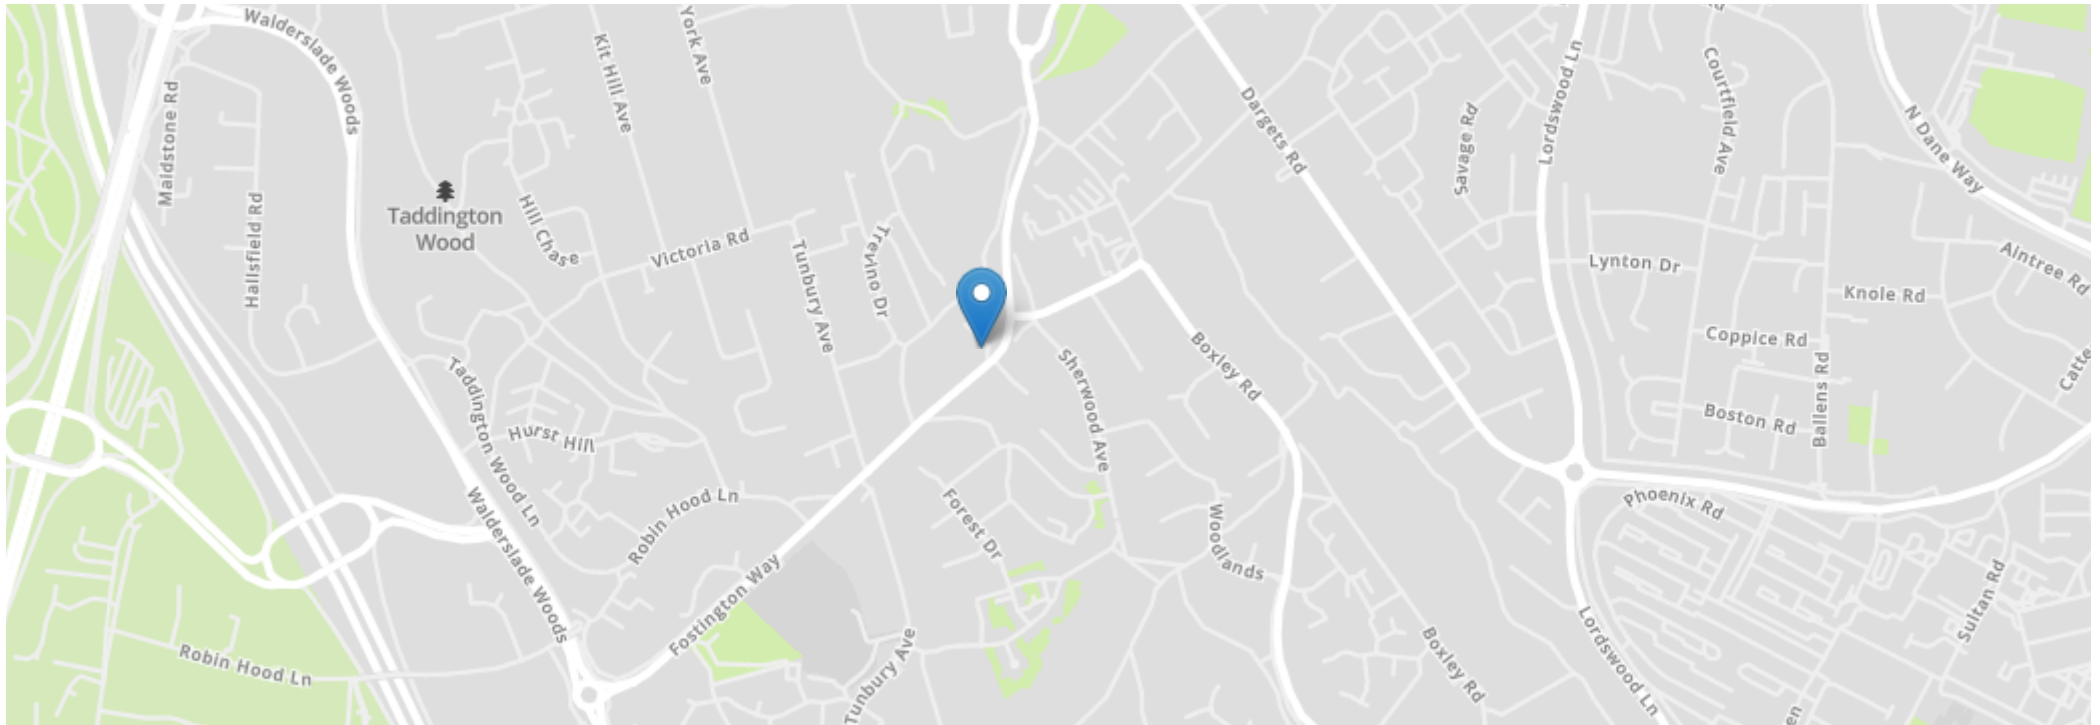 Walderslade Woods
York Ave
Kit Hill Ave
Maidstone Rd
Dargets Rd
Lordswood Ln
Courtfield Ave
Savage Rd
N Dane Way
Taddington
Wood
Hallsfield Rd
Hill Chase
Victoria Rd
Tunbury Ave
Trevino Dr
Lynton Dr
Aintree Rd
Knole Rd
Coppice Rd
Boxley Rd
Sherwood Ave
Ballens Rd
Catte
Taddington Wood Ln
Hurst Hill
Boston Rd
Robin Hood Ln
Walderslade Woods
Forest Dr
Woodlands
Phoenix Rd
Fostington Way
Sultan Rd
Robin Hood Ln
Tunbury Ave
Boxley Rd
Lordswood Ln
en